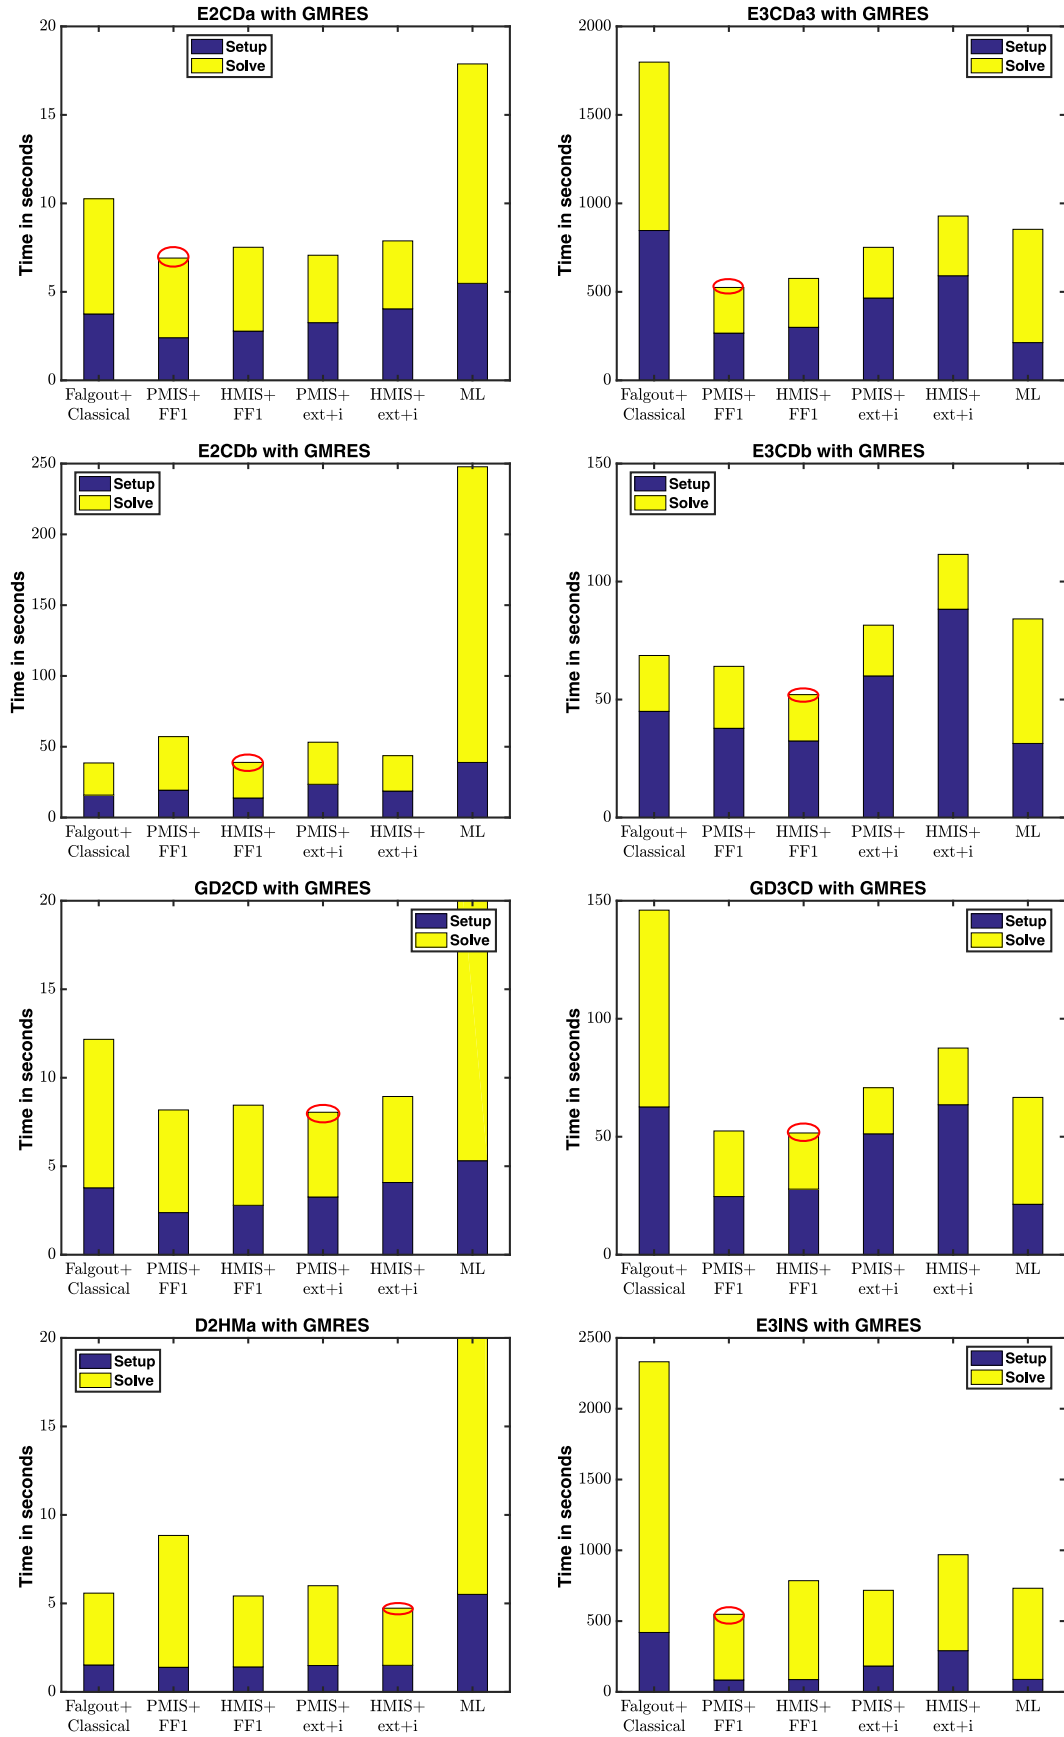 E2CDa with GMRES
Setup
Solve
Time in seconds
20
15
10
5
0
Falgout+
Classical
PMIS+
FF1
HMIS+
FF1
PMIS+
ext+i
HMIS+
ext+i
ML
E3CDa3 with GMRES
Setup
Solve
Time in seconds
2000
1500
1000
500
0
Falgout+
Classical
PMIS+
FF1
HMIS+
FF1
PMIS+
ext+i
HMIS+
ext+i
ML
E2CDb with GMRES
Setup
Solve
Time in seconds
250
200
150
100
50
0
Falgout+
Classical
PMIS+
FF1
HMIS+
FF1
PMIS+
ext+i
HMIS+
ext+i
ML
E3CDb with GMRES
Setup
Solve
Time in seconds
150
100
50
0
Falgout+
Classical
PMIS+
FF1
HMIS+
FF1
PMIS+
ext+i
HMIS+
ext+i
ML
GD2CD with GMRES
Setup
Solve
Time in seconds
20
15
10
5
0
Falgout+
Classical
PMIS+
FF1
HMIS+
FF1
PMIS+
ext+i
HMIS+
ext+i
ML
GD3CD with GMRES
Setup
Solve
Time in seconds
150
100
50
0
Falgout+
Classical
PMIS+
FF1
HMIS+
FF1
PMIS+
ext+i
HMIS+
ext+i
ML
D2HMa with GMRES
Setup
Solve
Time in seconds
20
15
10
5
0
Falgout+
Classical
PMIS+
FF1
HMIS+
FF1
PMIS+
ext+i
HMIS+
ext+i
ML
E3INS with GMRES
Setup
Solve
Time in seconds
2500
2000
1500
1000
500
0
Falgout+
Classical
PMIS+
FF1
HMIS+
FF1
PMIS+
ext+i
HMIS+
ext+i
ML